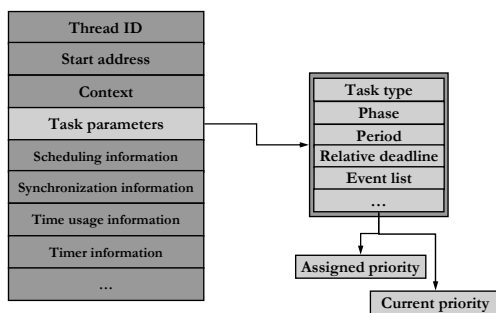 Thread ID
Start address
Context
Task parameters
Scheduling information
Synchronization information
Time usage information
Timer information
…
Task type
Phase
Period
Relative deadline
Event list
…
Assigned priority
Current priority